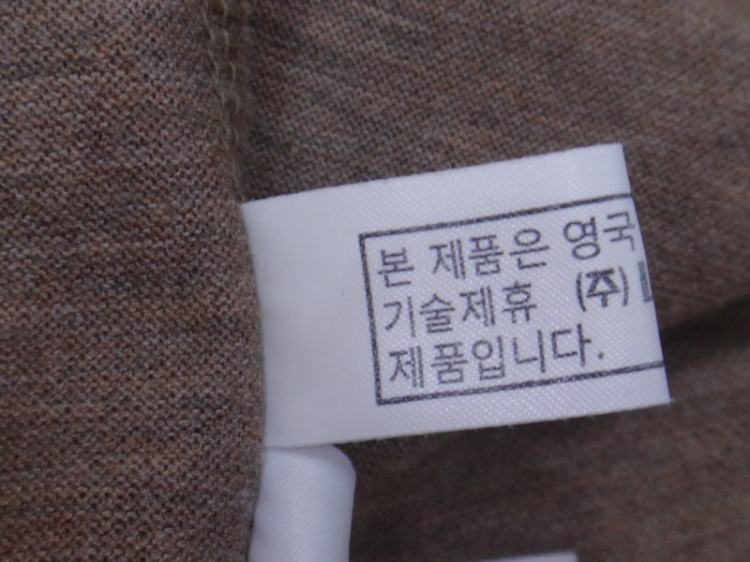 본 제품은 영국
기술제휴 (주)
제품입니다.